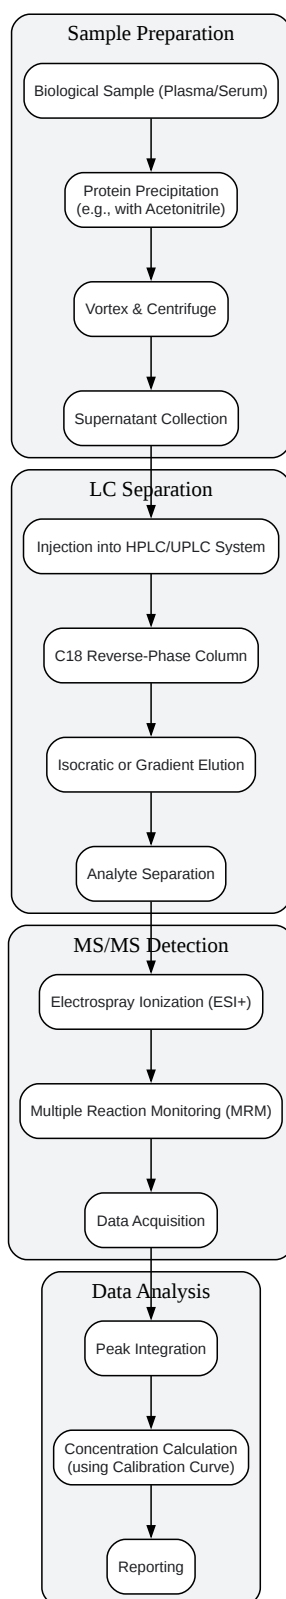 Sample Preparation
Biological Sample (Plasma/Serum)
Protein Precipitation
(e.g., with Acetonitrile)
Vortex & Centrifuge
Supernatant Collection
LC Separation
Injection into HPLC/UPLC System
C18 Reverse-Phase Column
Isocratic or Gradient Elution
Analyte Separation
MS/MS Detection
Electrospray Ionization (ESI+)
Multiple Reaction Monitoring (MRM)
Data Acquisition
Data Analysis
Peak Integration
Concentration Calculation
(using Calibration Curve)
Reporting